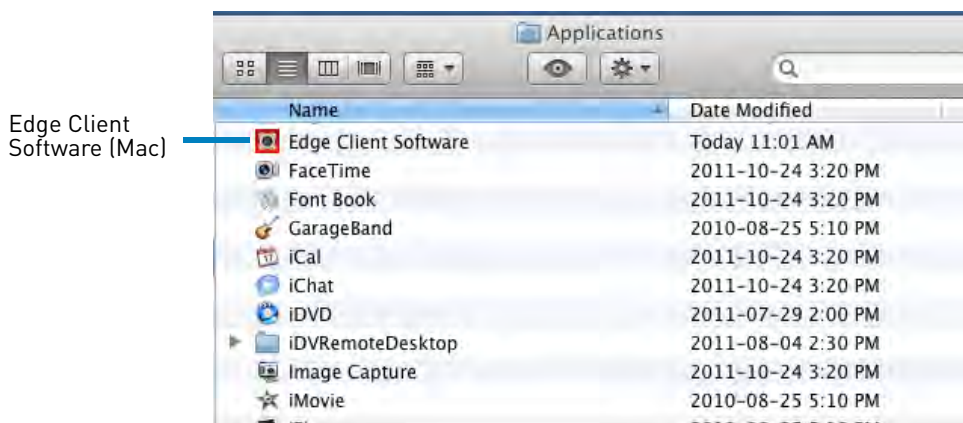 Applications
Name Date Modified
Edge Client
Software (Mac)
Edge Client Software Today 11:01 AM
FaceTime 2011-10-24 3:20 PM
Font Book 2011-10-24 3:20 PM
GarageBand 2010-08-25 5:10 PM
iCal 2011-10-24 3:20 PM
iChat 2011-10-24 3:20 PM
iDVD 2011-07-29 2:00 PM
iDVRemoteDesktop 2011-08-04 2:30 PM
Image Capture 2011-10-24 3:20 PM
iMovie 2010-08-25 5:10 PM